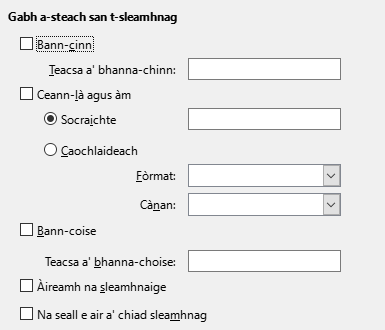 Gabh a-steach san t-sleamhnag
Bann-cinn
Teacsa a' bhanna-chinn:
Ceann-là agus àm
Socraichte
Caochlaideach
Fòrmat:
Cànan:
Bann-coise
Teacsa a' bhanna-choise:
Àireamh na sleamhnaige
Na seall e air a' chiad sleamhnag